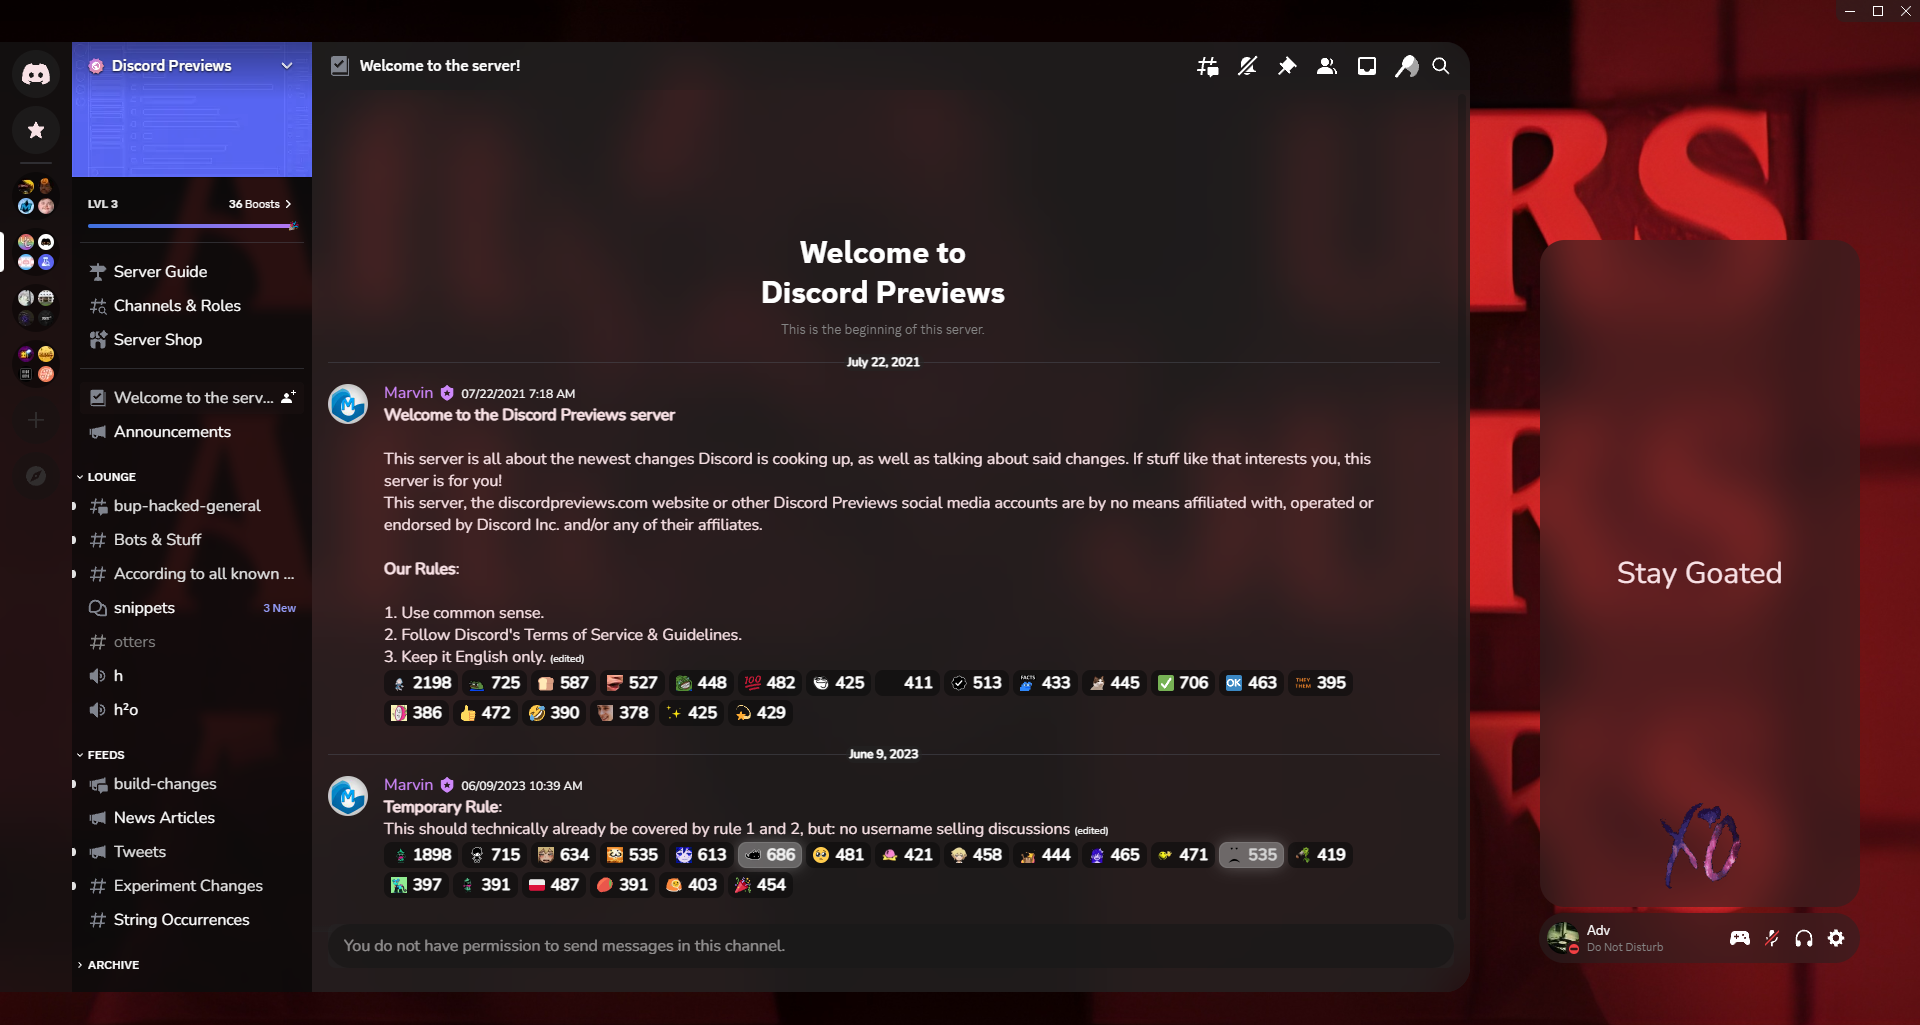 Discord Previews
LVL 3
36 Boosts
Server Guide
Channels & Roles
Server Shop
Welcome to the serv...
Announcements
LOUNGE
bup-hacked-general
Bots & Stuff
According to all known ...
snippets
3 New
otters
h
h²o
FEEDS
build-changes
News Articles
Tweets
Experiment Changes
String Occurrences
ARCHIVE
Welcome to the server!
Welcome to
Discord Previews
This is the beginning of this server.
July 22, 2021
Marvin 07/22/2021 7:18 AM
Welcome to the Discord Previews server
This server is all about the newest changes Discord is cooking up, as well as talking about said changes. If stuff like that interests you, this
server is for you!
This server, the discordpreviews.com website or other Discord Previews social media accounts are by no means affiliated with, operated or
endorsed by Discord Inc. and/or any of their affiliates.
Our Rules:
1. Use common sense.
2. Follow Discord's Terms of Service & Guidelines.
3. Keep it English only. (edited)
2198 725 587 527 448 100 482 425 411 513 FACTS 433 445 706 OK 463 THEY THEM 395
386 472 390 378 425 429
June 9, 2023
Marvin 06/09/2023 10:39 AM
Temporary Rule:
This should technically already be covered by rule 1 and 2, but: no username selling discussions (edited)
1898 715 634 535 613 686 481 421 458 444 465 471 535 419
397 391 487 391 403 454
You do not have permission to send messages in this channel.
RS
Stay Goated
XO
Adv
Do Not Disturb